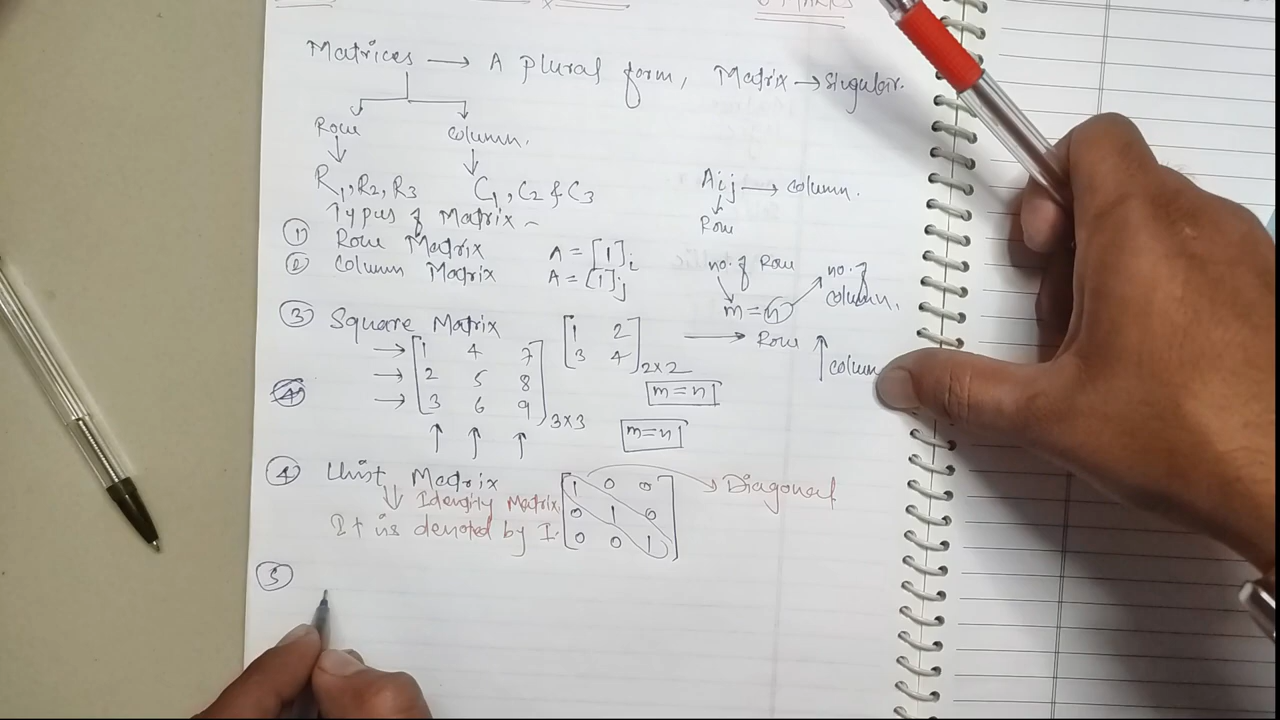 Matrices → A plural form, Matrix → singular.
Row column.
R1, R2, R3 C1, C2 & C3
Aij → column.
Row
Types of Matrix
① Row Matrix A = [1]i
② column Matrix A = [1]j
no. of Row no. of column.
m = n
③ Square Matrix
1 4 7
2 5 8
3 6 9
3×3
1 2
3 4
2×2
→ Row
↑ column
m = n
m = n
④ Unit Matrix
Identity Matrix.
It is denoted by I.
1 0 0
0 1 0
0 0 1
→ Diagonal
⑤